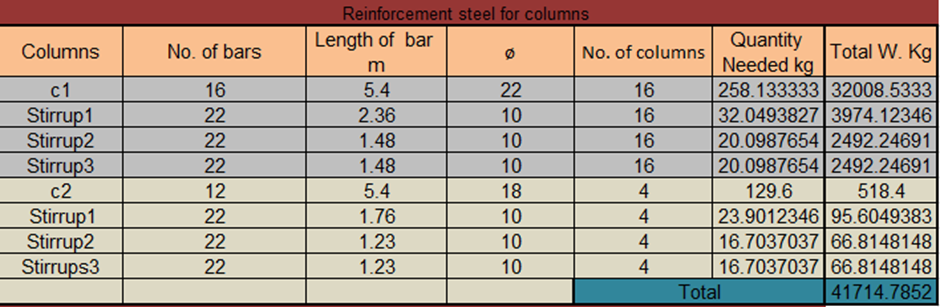 Reinforcement steel for columns
Columns No. of bars Length of bar m ø No. of columns Quantity Needed kg Total W. Kg
c1 16 5.4 22 16 258.133333 32008.5333
Stirrup1 22 2.36 10 16 32.0493827 3974.12346
Stirrup2 22 1.48 10 16 20.0987654 2492.24691
Stirrup3 22 1.48 10 16 20.0987654 2492.24691
c2 12 5.4 18 4 129.6 518.4
Stirrup1 22 1.76 10 4 23.9012346 95.6049383
Stirrup2 22 1.23 10 4 16.7037037 66.8148148
Stirrups3 22 1.23 10 4 16.7037037 66.8148148
Total 41714.7852